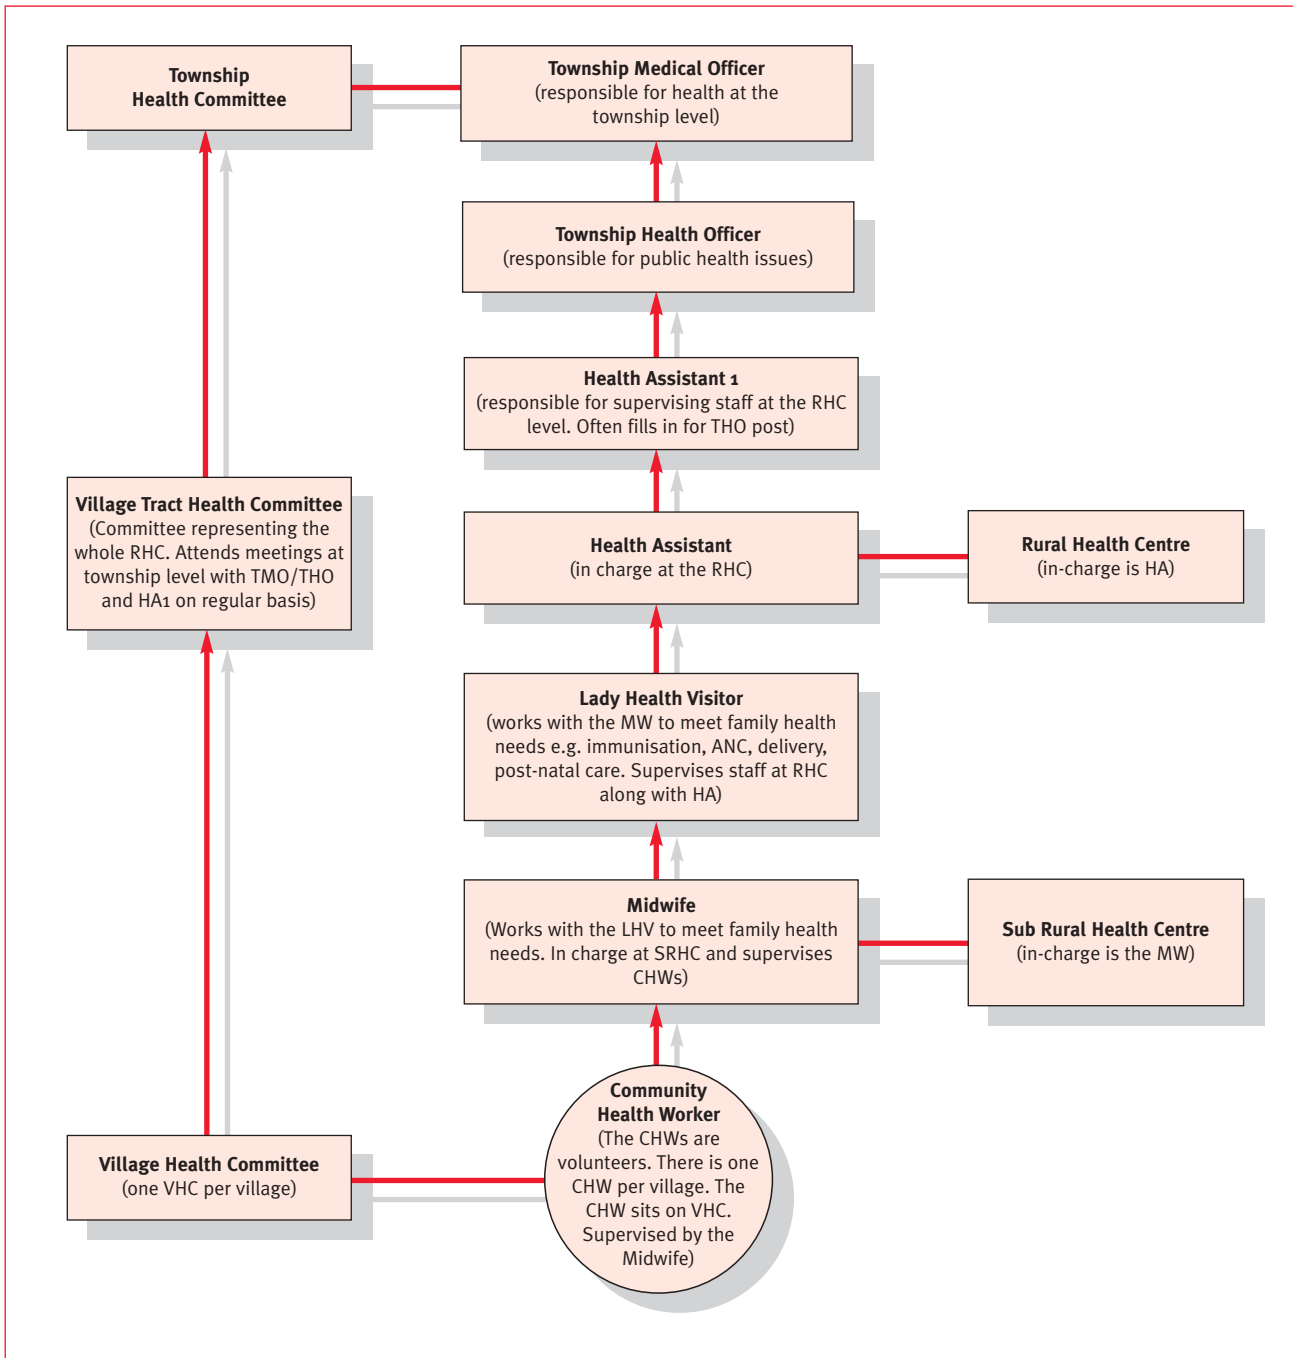 Township
Health Committee
Township Medical Officer
(responsible for health at the
township level)
Township Health Officer
(responsible for public health issues)
Health Assistant 1
(responsible for supervising staff at the RHC
level. Often fills in for THO post)
Village Tract Health Committee
(Committee representing the
whole RHC. Attends meetings at
township level with TMO/THO
and HA1 on regular basis)
Health Assistant
(in charge at the RHC)
Rural Health Centre
(in-charge is HA)
Lady Health Visitor
(works with the MW to meet family health
needs e.g. immunisation, ANC, delivery,
post-natal care. Supervises staff at RHC
along with HA)
Midwife
(Works with the LHV to meet family health
needs. In charge at SRHC and supervises
CHWs)
Sub Rural Health Centre
(in-charge is the MW)
Village Health Committee
(one VHC per village)
Community
Health Worker
(The CHWs are
volunteers. There is one
CHW per village. The
CHW sits on VHC.
Supervised by the
Midwife)